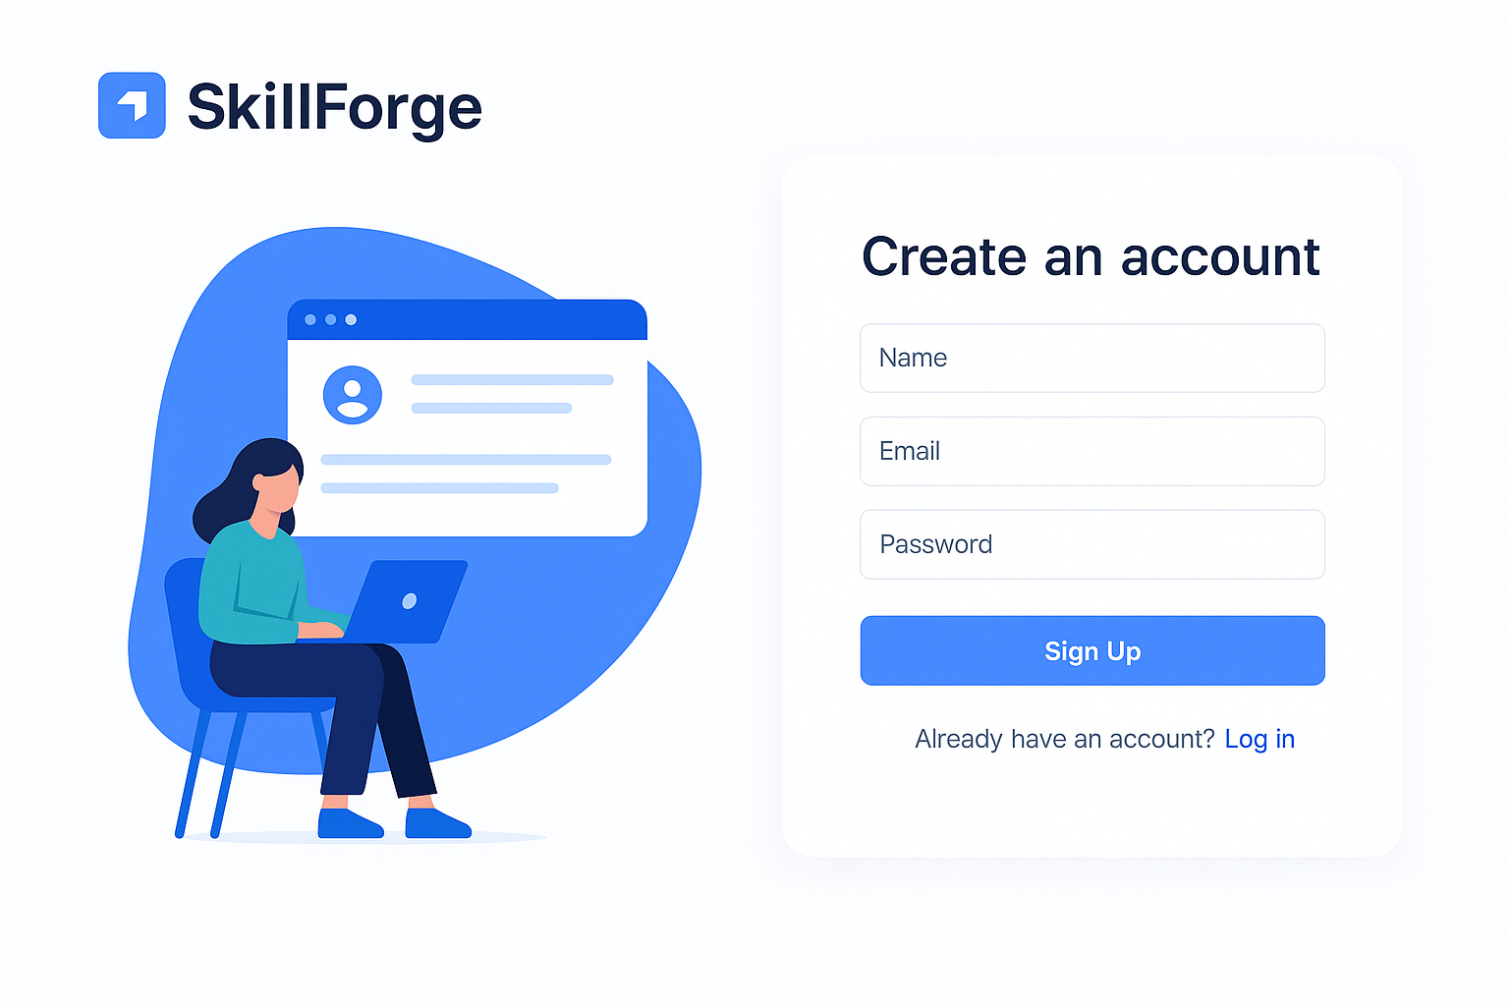 SkillForge
Create an account
Name
Email
Password
Sign Up
Already have an account? Log in